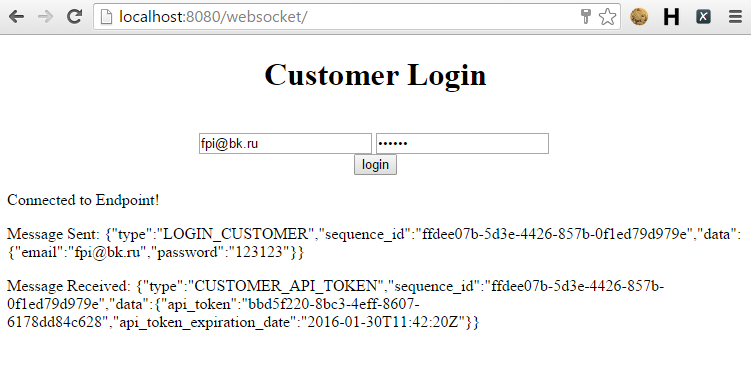 localhost:8080/websocket/
H
X
Customer Login
fpi@bk.ru ••••••
login
Connected to Endpoint!
Message Sent: {"type":"LOGIN_CUSTOMER","sequence_id":"ffdee07b-5d3e-4426-857b-0f1ed79d979e","data":
{"email":"fpi@bk.ru","password":"123123"}}
Message Received: {"type":"CUSTOMER_API_TOKEN","sequence_id":"ffdee07b-5d3e-4426-857b-
0f1ed79d979e","data":{"api_token":"bbd5f220-8bc3-4eff-8607-
6178dd84c628","api_token_expiration_date":"2016-01-30T11:42:20Z"}}